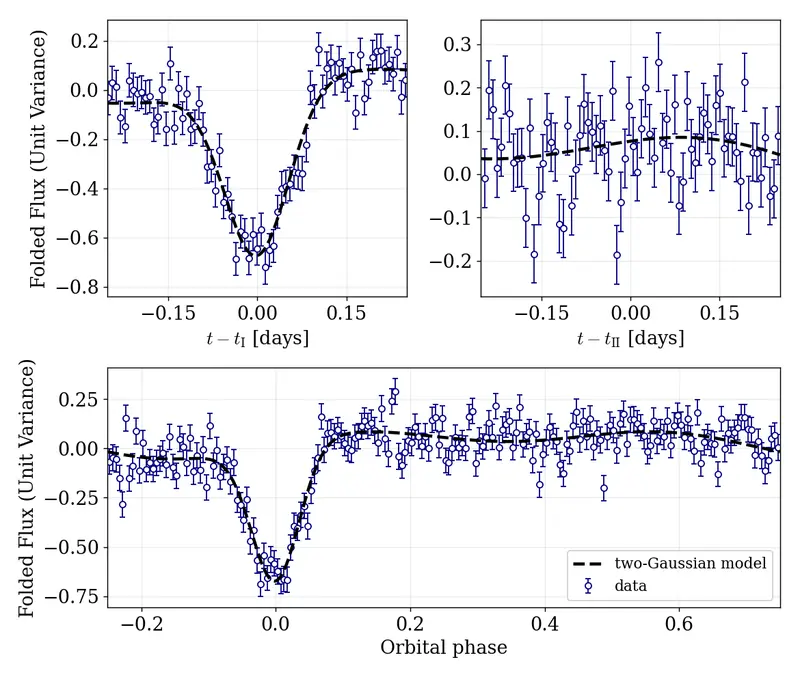 Folded Flux (Unit Variance)
0.2
0.0
−0.2
−0.4
−0.6
−0.8
−0.15 0.00 0.15
t − tI [days]
0.3
0.2
0.1
0.0
−0.1
−0.2
−0.15 0.00 0.15
t − tII [days]
Folded Flux (Unit Variance)
0.25
0.00
−0.25
−0.50
−0.75
−0.2 0.0 0.2 0.4 0.6
Orbital phase
two-Gaussian model
data